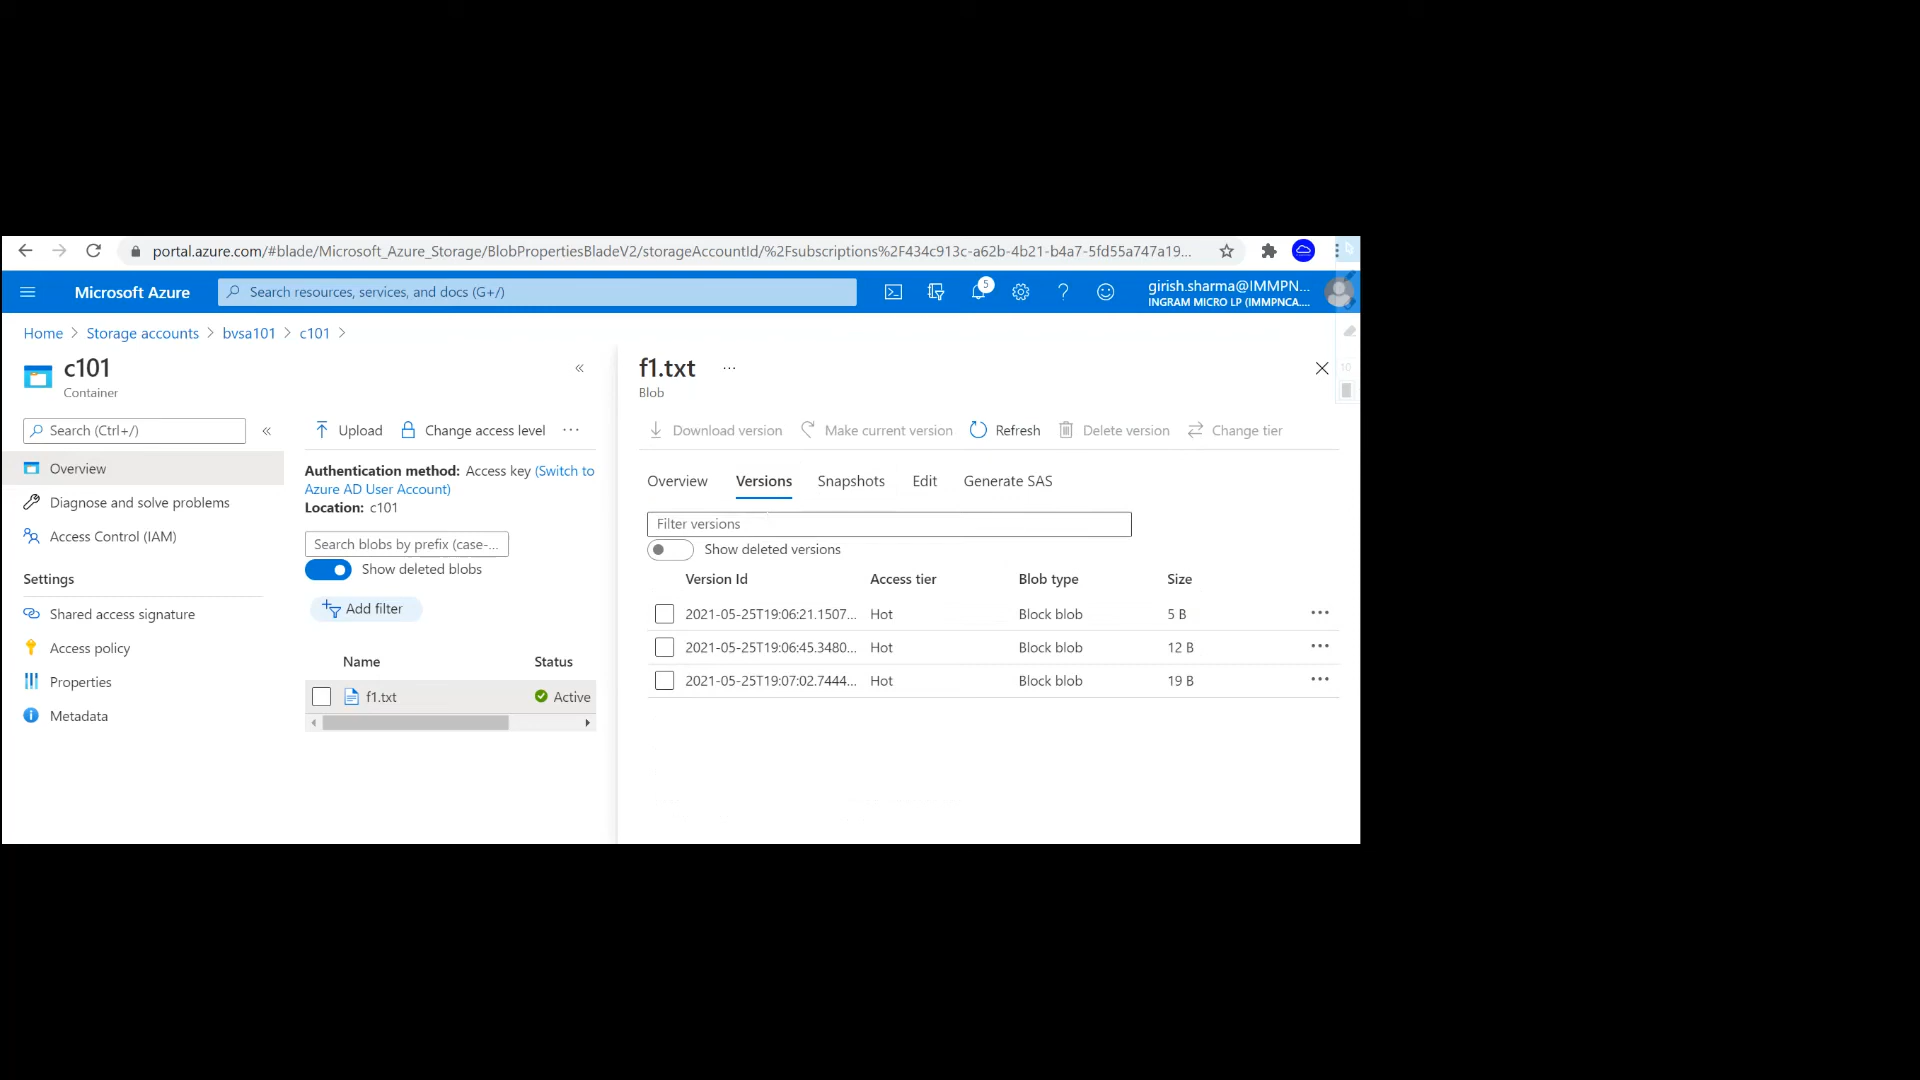 portal.azure.com/#blade/Microsoft_Azure_Storage/BlobPropertiesBladeV2/storageAccountId/%2Fsubscriptions%2F434c913c-a62b-4b21-b4a7-5fd55a747a19...
Microsoft Azure
Search resources, services, and docs (G+/)
5
girish.sharma@IMMPN...
INGRAM MICRO LP (IMMPNCA....
Home > Storage accounts > bvsa101 > c101 >
c101
Container
Search (Ctrl+/)
Overview
Diagnose and solve problems
Access Control (IAM)
Settings
Shared access signature
Access policy
Properties
Metadata
Upload Change access level ...
Authentication method: Access key (Switch to
Azure AD User Account)
Location: c101
Search blobs by prefix (case-...
Show deleted blobs
Add filter
Name Status
f1.txt Active
f1.txt ...
Blob
10
Download version Make current version Refresh Delete version Change tier
Overview Versions Snapshots Edit Generate SAS
Filter versions
Show deleted versions
Version Id Access tier Blob type Size
2021-05-25T19:06:21.1507... Hot Block blob 5 B ...
2021-05-25T19:06:45.3480... Hot Block blob 12 B ...
2021-05-25T19:07:02.7444... Hot Block blob 19 B ...